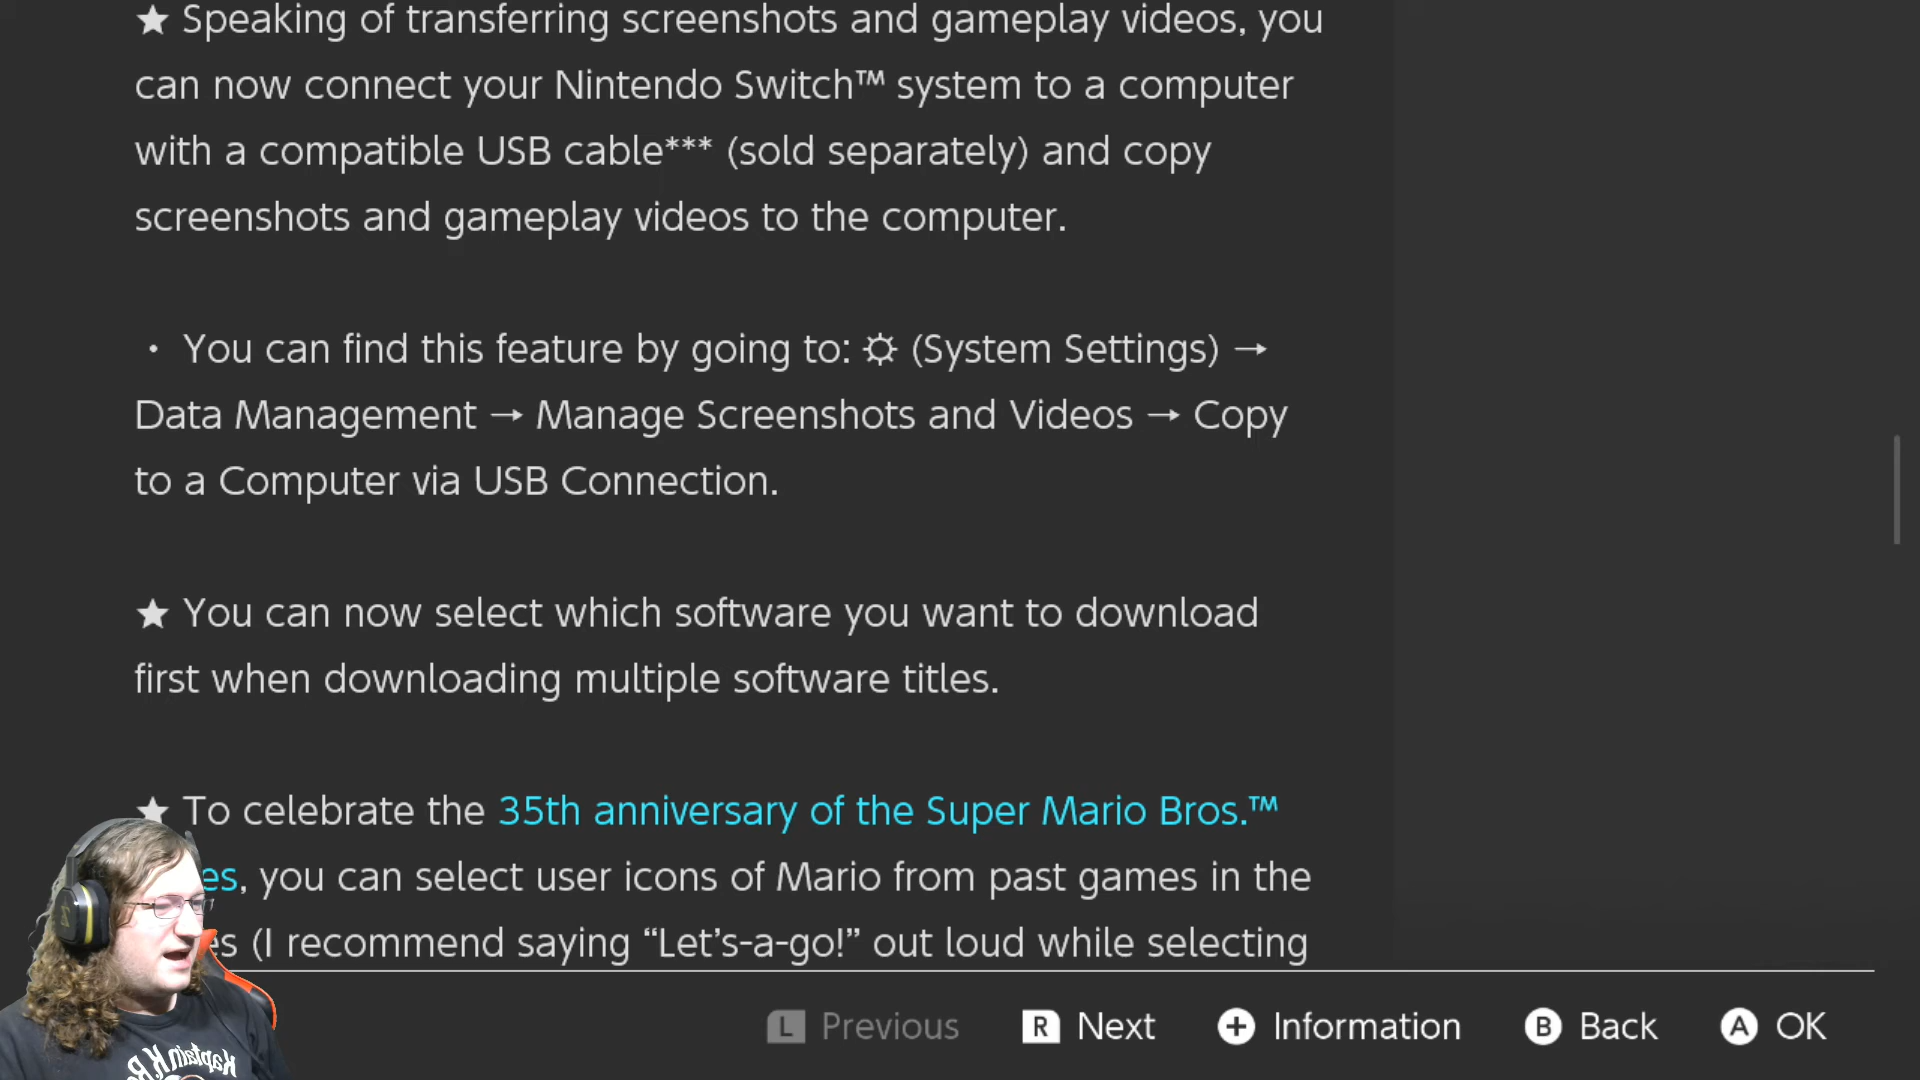 ★ Speaking of transferring screenshots and gameplay videos, you
can now connect your Nintendo Switch™ system to a computer
with a compatible USB cable*** (sold separately) and copy
screenshots and gameplay videos to the computer.
・ You can find this feature by going to: (System Settings) →
Data Management → Manage Screenshots and Videos → Copy
to a Computer via USB Connection.
★ You can now select which software you want to download
first when downloading multiple software titles.
★ To celebrate the 35th anniversary of the Super Mario Bros.™
es, you can select user icons of Mario from past games in the
es (I recommend saying “Let’s-a-go!” out loud while selecting
L Previous R Next + Information B Back A OK